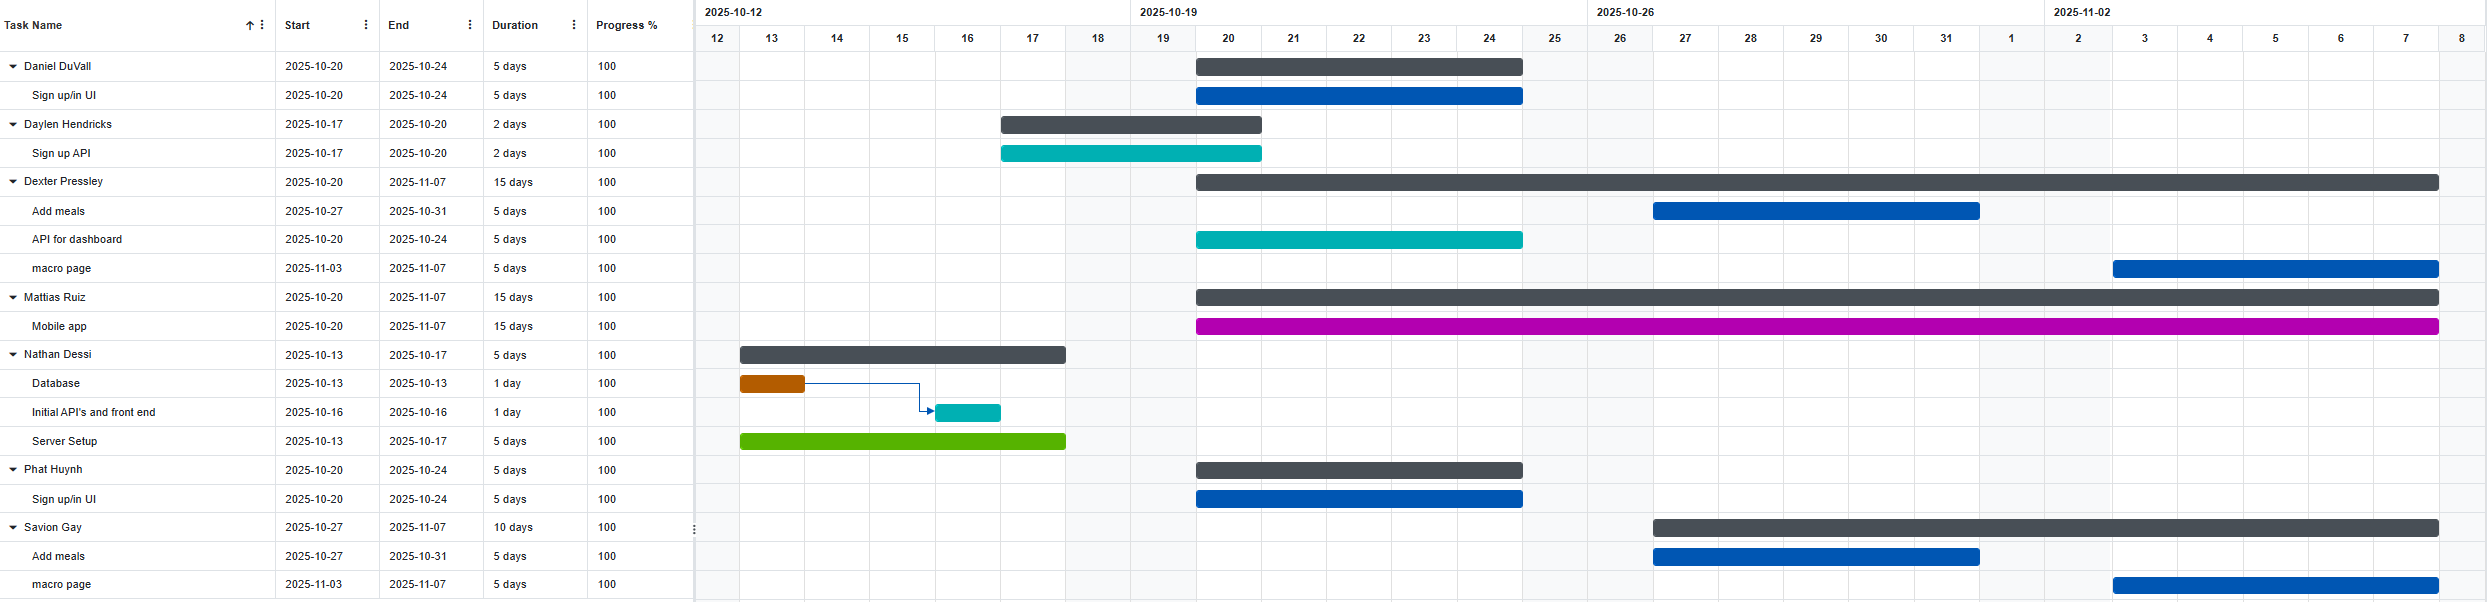 2025-10-12 2025-10-19 2025-10-26 2025-11-02
Task Name Start End Duration Progress %
12 13 14 15 16 17 18 19 20 21 22 23 24 25 26 27 28 29 30 31 1 2 3 4 5 6 7 8
Daniel DuVall 2025-10-20 2025-10-24 5 days 100
Sign up/in UI 2025-10-20 2025-10-24 5 days 100
Daylen Hendricks 2025-10-17 2025-10-20 2 days 100
Sign up API 2025-10-17 2025-10-20 2 days 100
Dexter Pressley 2025-10-20 2025-11-07 15 days 100
Add meals 2025-10-27 2025-10-31 5 days 100
API for dashboard 2025-10-20 2025-10-24 5 days 100
macro page 2025-11-03 2025-11-07 5 days 100
Mattias Ruiz 2025-10-20 2025-11-07 15 days 100
Mobile app 2025-10-20 2025-11-07 15 days 100
Nathan Dessi 2025-10-13 2025-10-17 5 days 100
Database 2025-10-13 2025-10-13 1 day 100
Initial API's and front end 2025-10-16 2025-10-16 1 day 100
Server Setup 2025-10-13 2025-10-17 5 days 100
Phat Huynh 2025-10-20 2025-10-24 5 days 100
Sign up/in UI 2025-10-20 2025-10-24 5 days 100
Savion Gay 2025-10-27 2025-11-07 10 days 100
Add meals 2025-10-27 2025-10-31 5 days 100
macro page 2025-11-03 2025-11-07 5 days 100